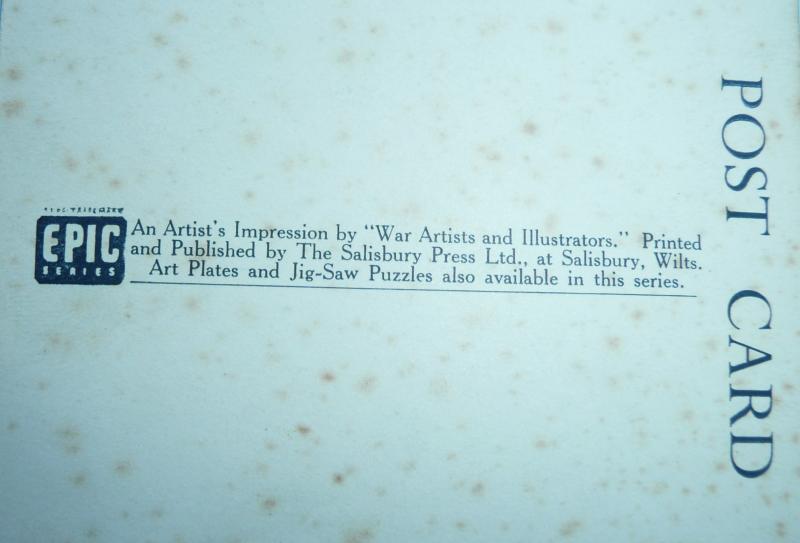 POST CARD
EPIC
SERIES
An Artist's Impression by "War Artists and Illustrators." Printed
and Published by The Salisbury Press Ltd., at Salisbury, Wilts.
Art Plates and Jig-Saw Puzzles also available in this series.